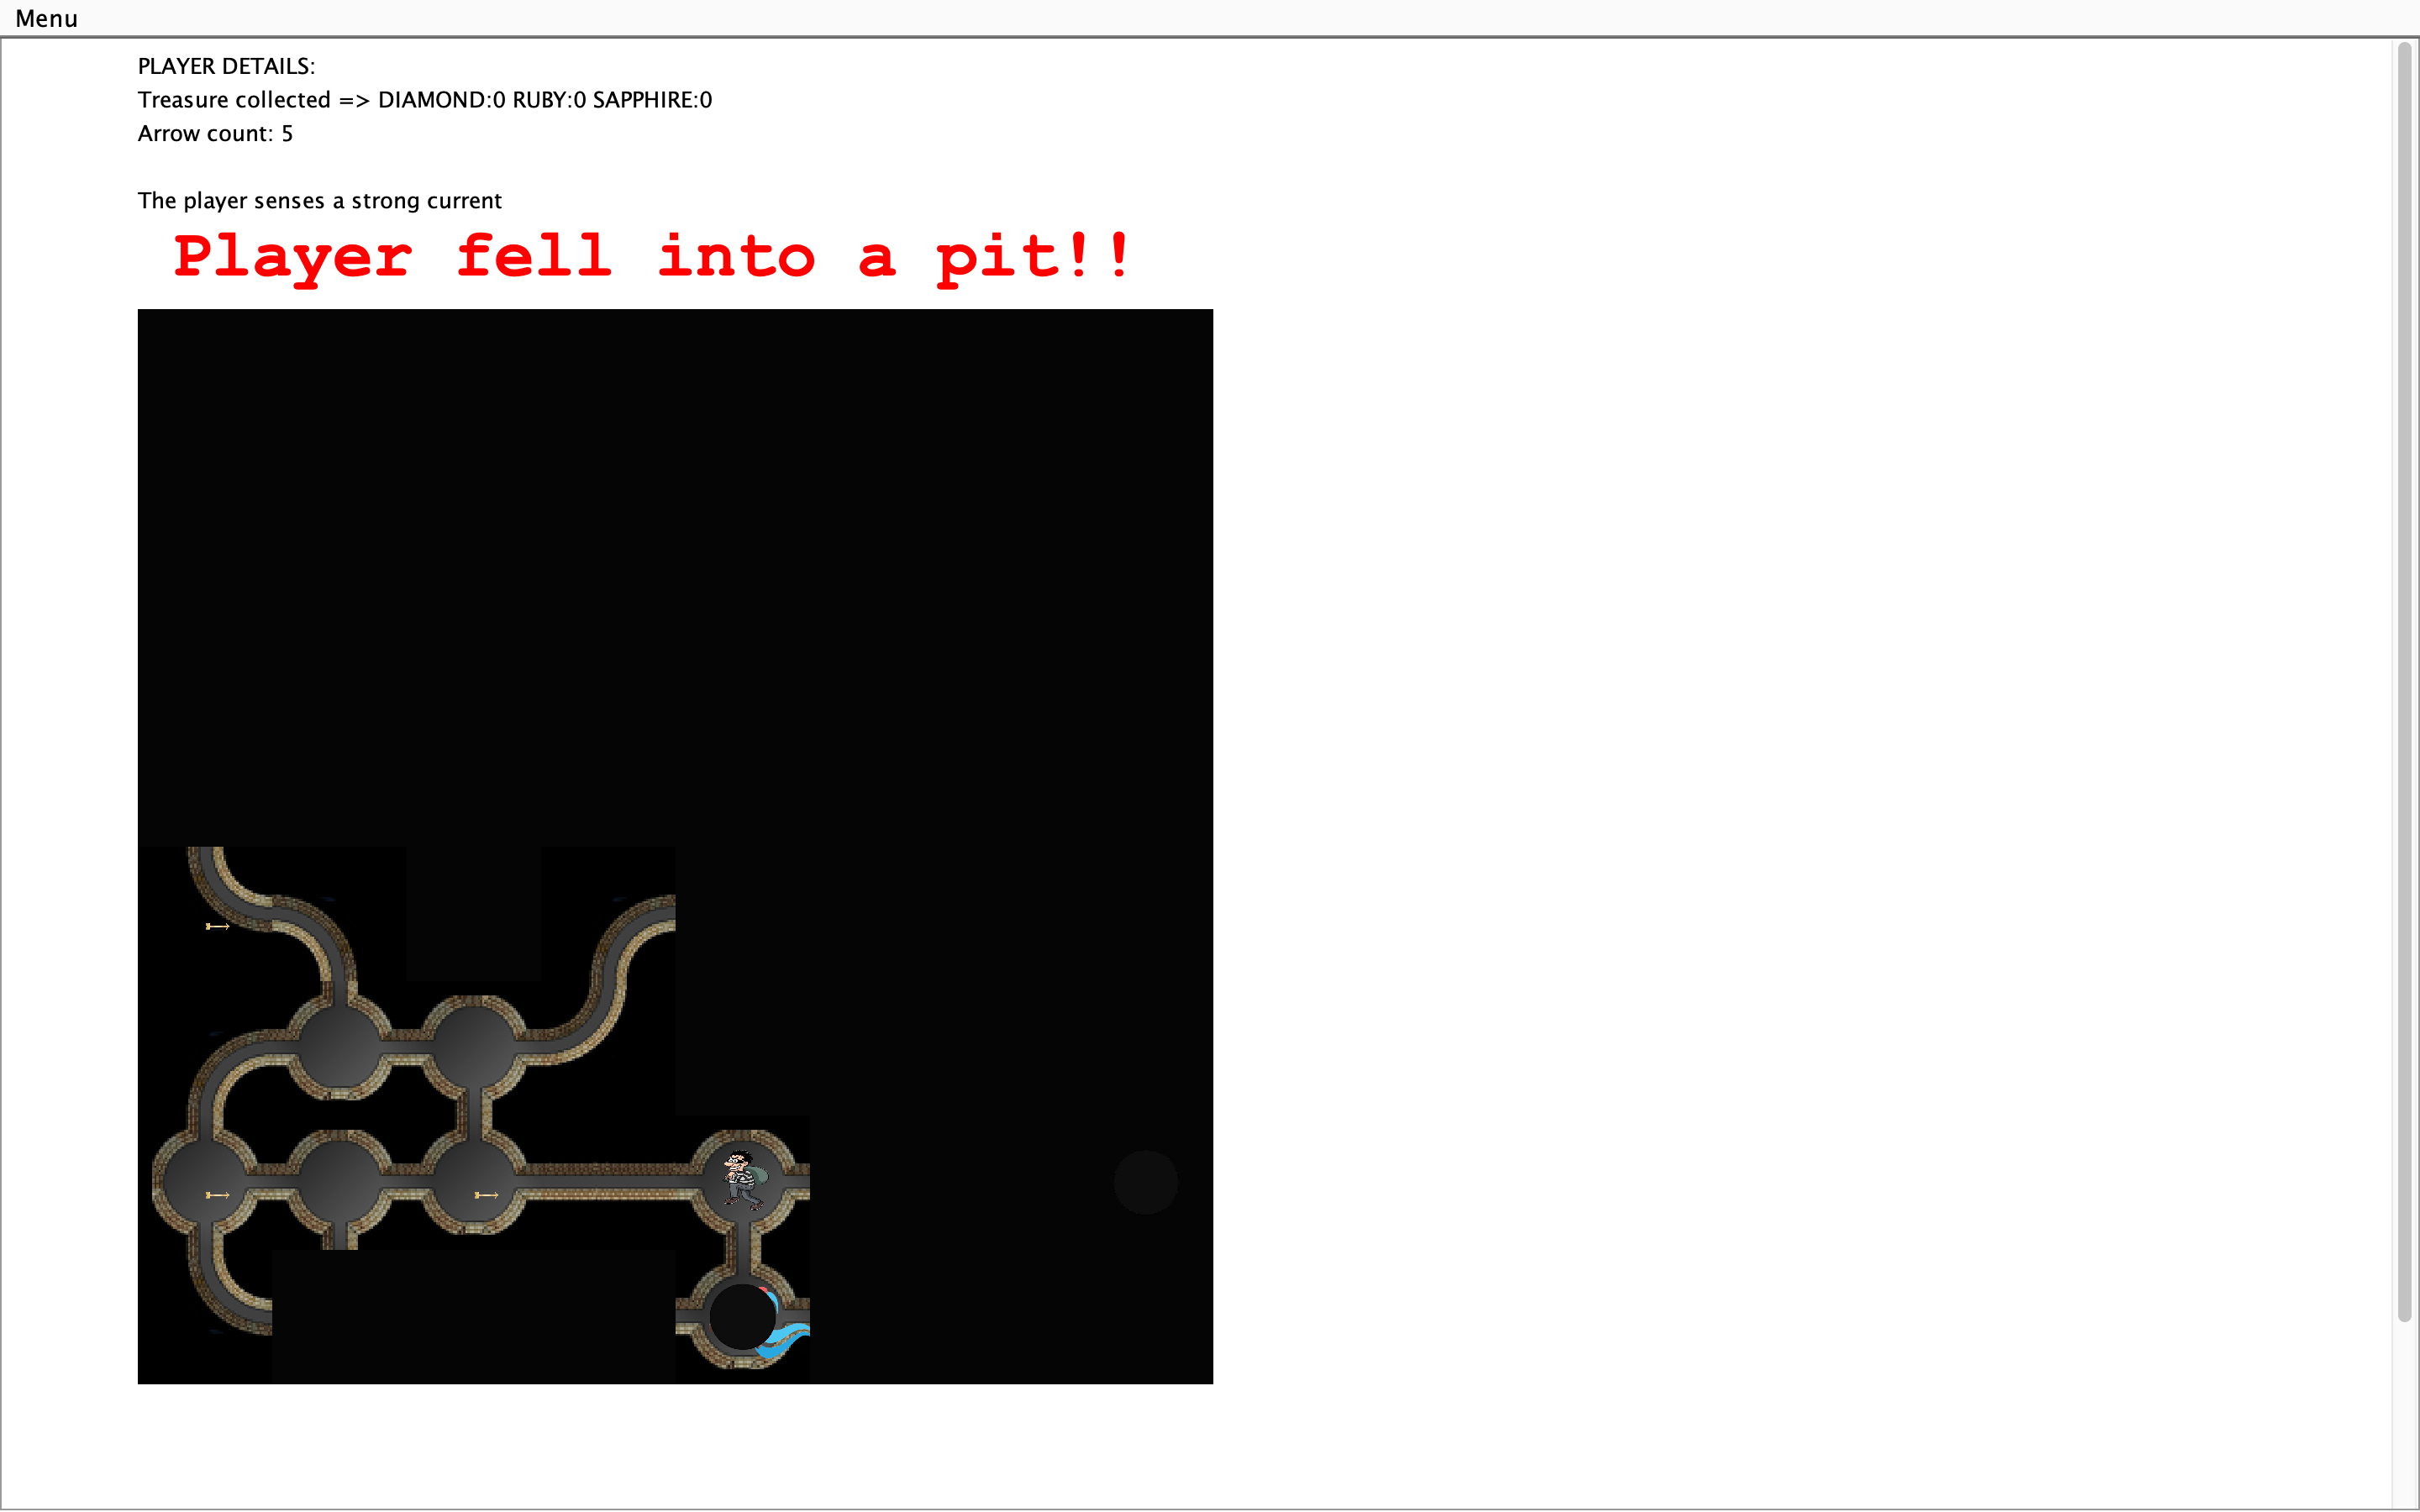 Menu
PLAYER DETAILS:
Treasure collected => DIAMOND:0 RUBY:0 SAPPHIRE:0
Arrow count: 5
The player senses a strong current
Player fell into a pit!!